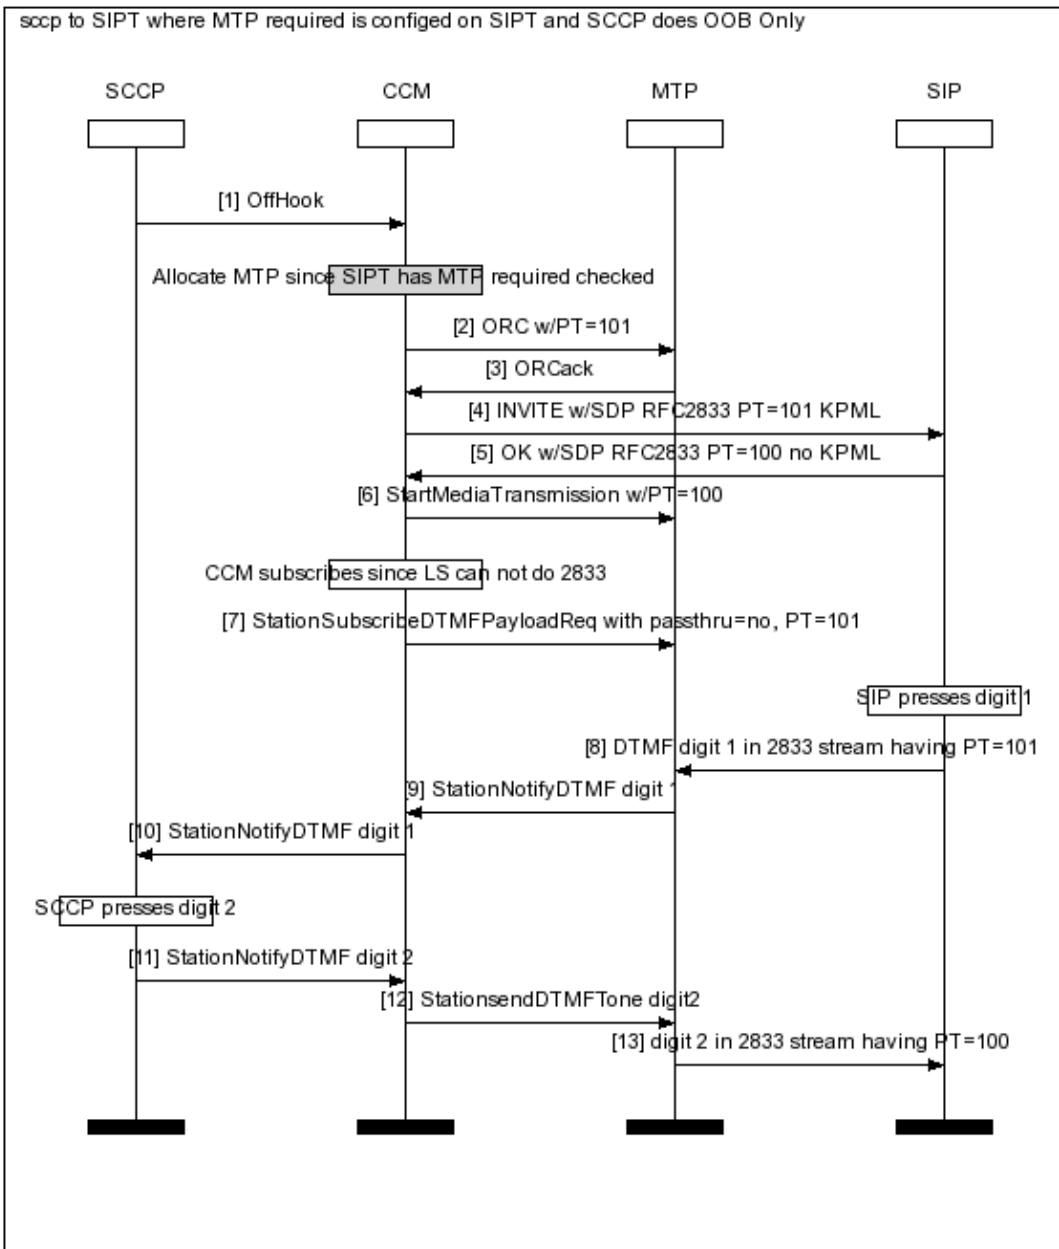 sccp to SIPT where MTP required is configed on SIPT and SCCP does OOB Only
SCCP CCM MTP SIP
[1] OffHook
Allocate MTP since SIPT has MTP required checked
[2] ORC w/PT=101
[3] ORCack
[4] INVITE w/SDP RFC2833 PT=101 KPML
[5] OK w/SDP RFC2833 PT=100 no KPML
[6] StartMediaTransmission w/PT=100
CCM subscribes since LS can not do 2833
[7] StationSubscribeDTMFPayloadReq with passthru=no, PT=101
SIP presses digit 1
[8] DTMF digit 1 in 2833 stream having PT=101
[9] StationNotifyDTMF digit 1
[10] StationNotifyDTMF digit 1
SCCP presses digit 2
[11] StationNotifyDTMF digit 2
[12] StationsendDTMFTone digit2
[13] digit 2 in 2833 stream having PT=100